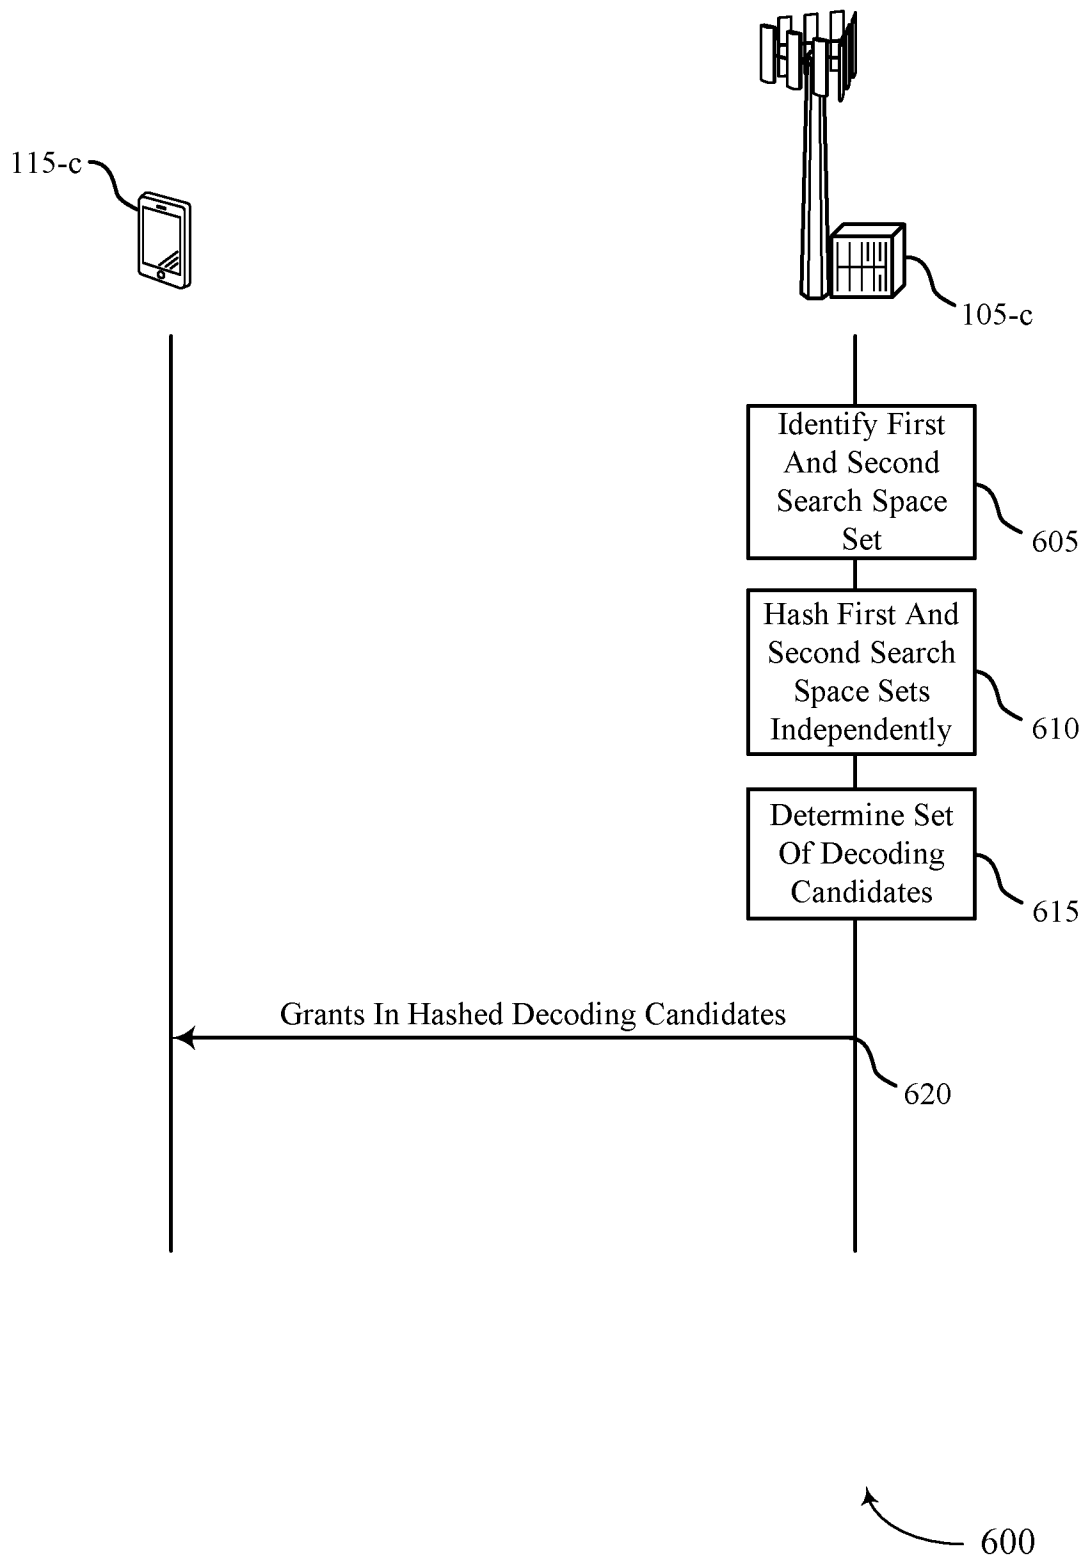 115-c
105-c
Identify First
And Second
Search Space
Set
605
Hash First And
Second Search
Space Sets
Independently
610
Determine Set
Of Decoding
Candidates
615
Grants In Hashed Decoding Candidates
620
600